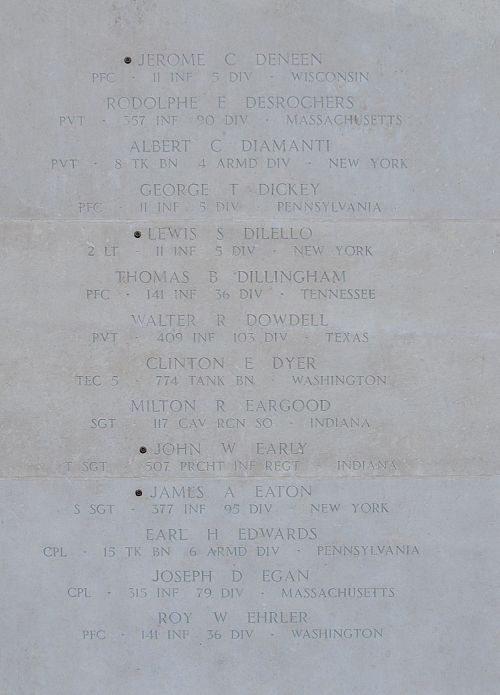 JEROME C DENEEN
PFC · 11 INF 5 DIV · WISCONSIN
RODOLPHE E DESROCHERS
PVT · 357 INF 90 DIV · MASSACHUSETTS
ALBERT C DIAMANTI
PVT · 8 TK BN 4 ARMD DIV · NEW YORK
GEORGE T DICKEY
PFC · 11 INF 5 DIV · PENNSYLVANIA
LEWIS S DILELLO
2 LT · 11 INF 5 DIV · NEW YORK
THOMAS B DILLINGHAM
PFC · 141 INF 36 DIV · TENNESSEE
WALTER R DOWDELL
PVT · 409 INF 103 DIV · TEXAS
CLINTON E DYER
TEC 5 · 774 TANK BN · WASHINGTON
MILTON R EARGOOD
SGT · 117 CAV RCN SQ · INDIANA
JOHN W EARLY
T SGT · 507 PRCHT INF REGT · INDIANA
JAMES A EATON
S SGT · 377 INF 95 DIV · NEW YORK
EARL H EDWARDS
CPL · 15 TK BN 6 ARMD DIV · PENNSYLVANIA
JOSEPH D EGAN
CPL · 315 INF 79 DIV · MASSACHUSETTS
ROY W EHRLER
PFC · 141 INF 36 DIV · WASHINGTON